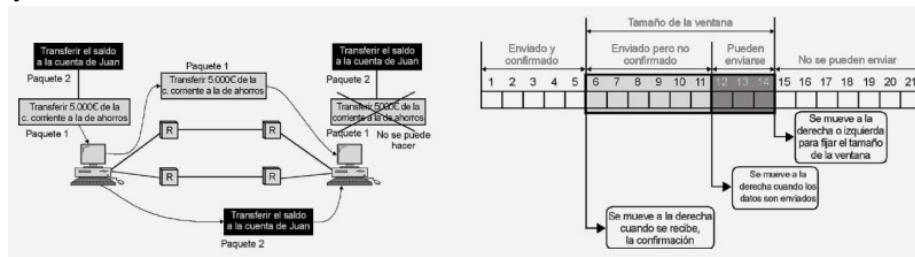 Transferir el saldo
a la cuenta de Juan
Paquete 2
Transferir 5.000€ de la
c. corriente a la de ahorros
Paquete 1
Paquete 1
Transferir 5.000€ de la
c. corriente a la de ahorros
Transferir el saldo
a la cuenta de Juan
Paquete 2
Transferir 5000€ de la
c. corriente a la de ahorros
Paquete 1
No se puede
hacer
R
R
R
R
Transferir el saldo
a la cuenta de Juan
Paquete 2
Tamaño de la ventana
Enviado y
confirmado
Enviado pero no
confirmado
Pueden
enviarse
No se pueden enviar
1 2 3 4 5 6 7 8 9 10 11 12 13 14 15 16 17 18 19 20 21
Se mueve a la
derecha o izquierda
para fijar el tamaño
de la ventana
Se mueve a la
derecha cuando los
datos son enviados
Se mueve a la derecha
cuando se recibe,
la confirmación